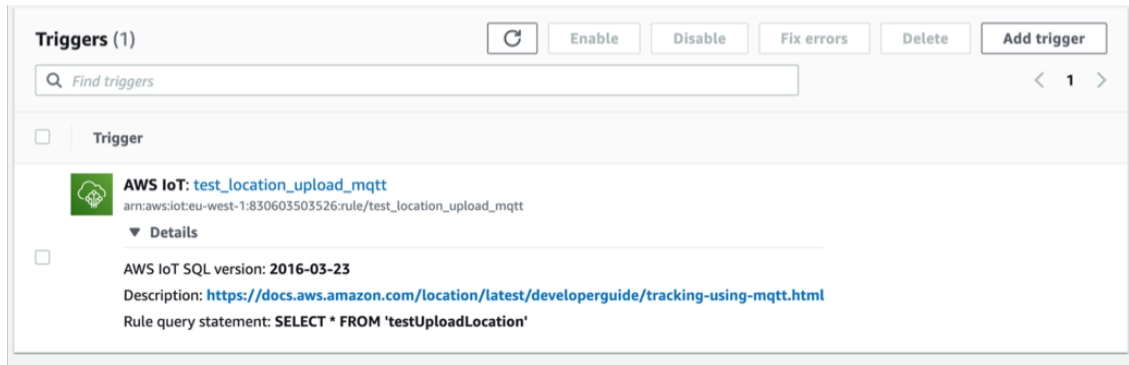 Triggers (1)
Enable
Disable
Fix errors
Delete
Add trigger
Find triggers
1
Trigger
AWS IoT: test_location_upload_mqtt
arn:aws:iot:eu-west-1:830603503526:rule/test_location_upload_mqtt
Details
AWS IoT SQL version: 2016-03-23
Description: https://docs.aws.amazon.com/location/latest/developerguide/tracking-using-mqtt.html
Rule query statement: SELECT * FROM 'testUploadLocation'